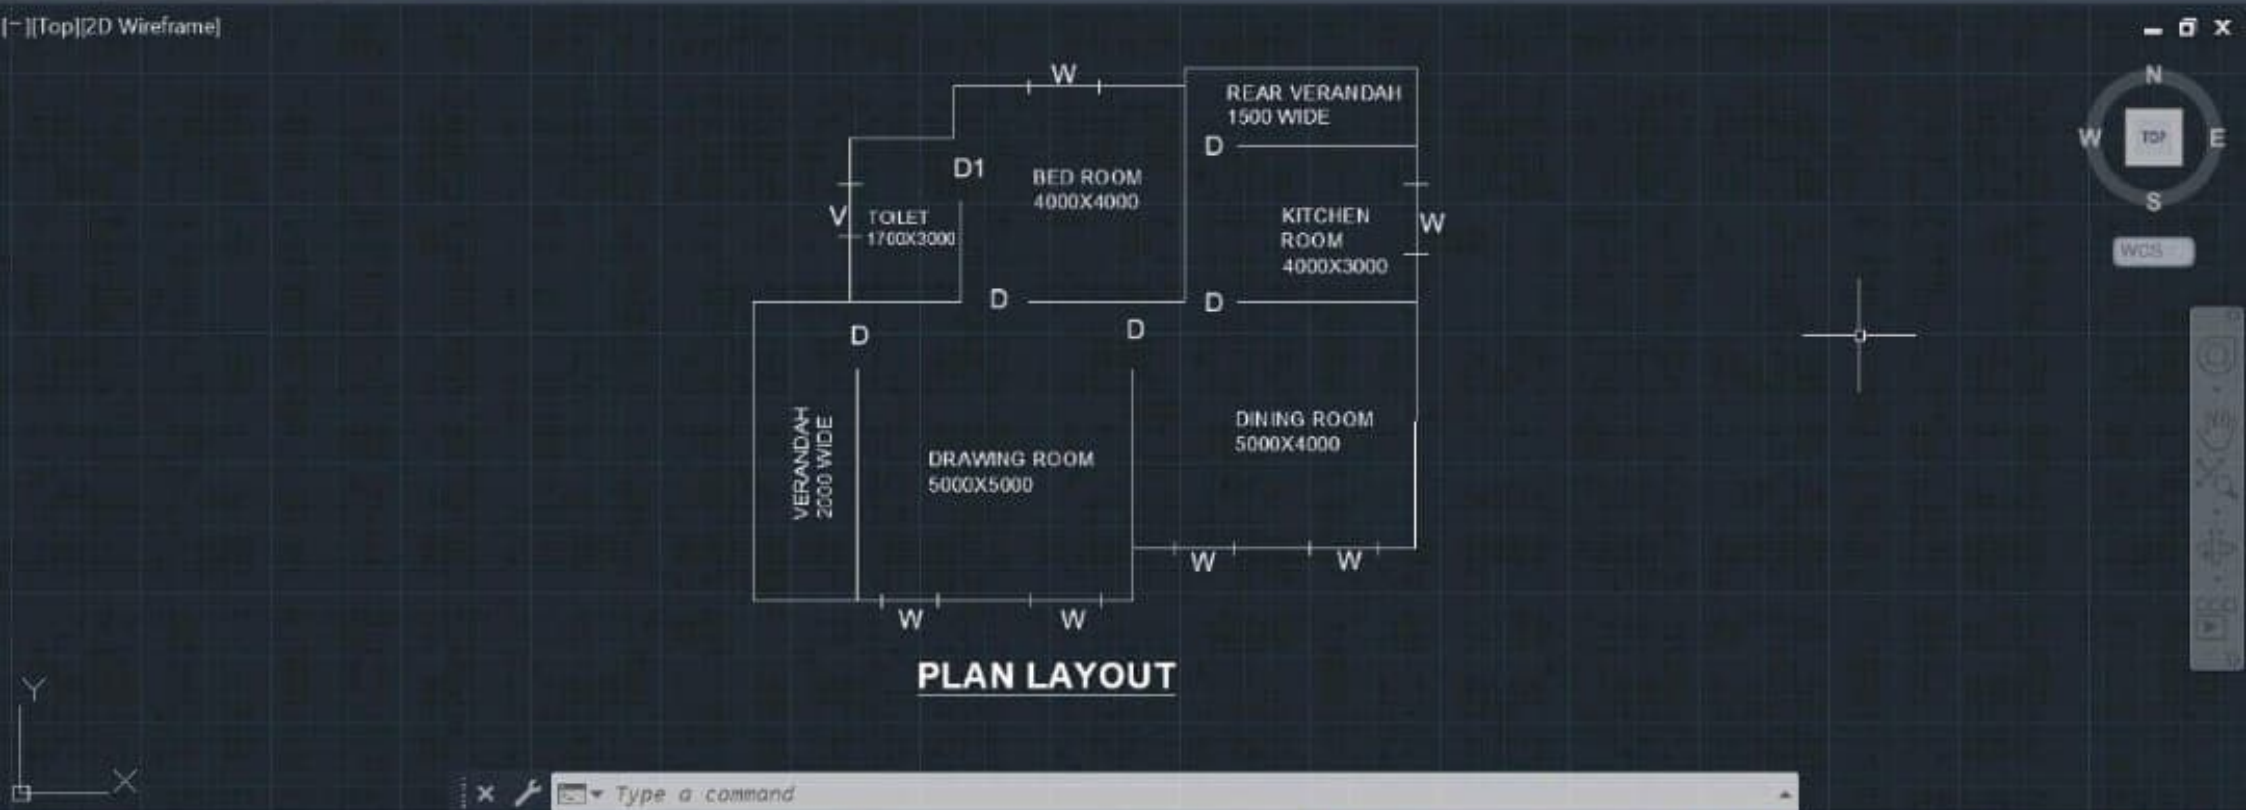 [−][Top][2D Wireframe]
N
W
TOP
E
S
WCS
W
REAR VERANDAH
1500 WIDE
D
D1
BED ROOM
4000X4000
V
TOILET
1700X3000
KITCHEN
ROOM
4000X3000
W
D
D
D
D
VERANDAH
2000 WIDE
DRAWING ROOM
5000X5000
DINING ROOM
5000X4000
W
W
W
W
PLAN LAYOUT
Y
X
Type a command